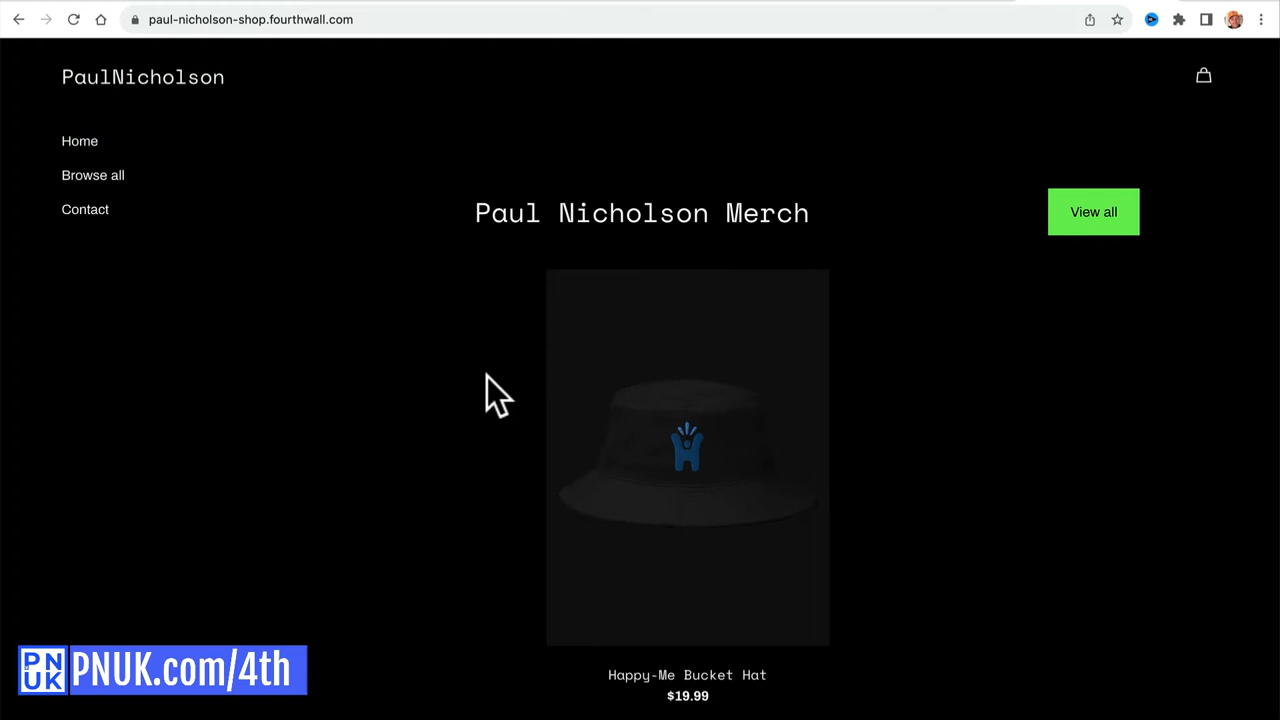 paul-nicholson-shop.fourthwall.com
PaulNicholson
Home
Browse all
Contact
Paul Nicholson Merch
View all
Happy-Me Bucket Hat
$19.99
PN
UK
PNUK.com/4th